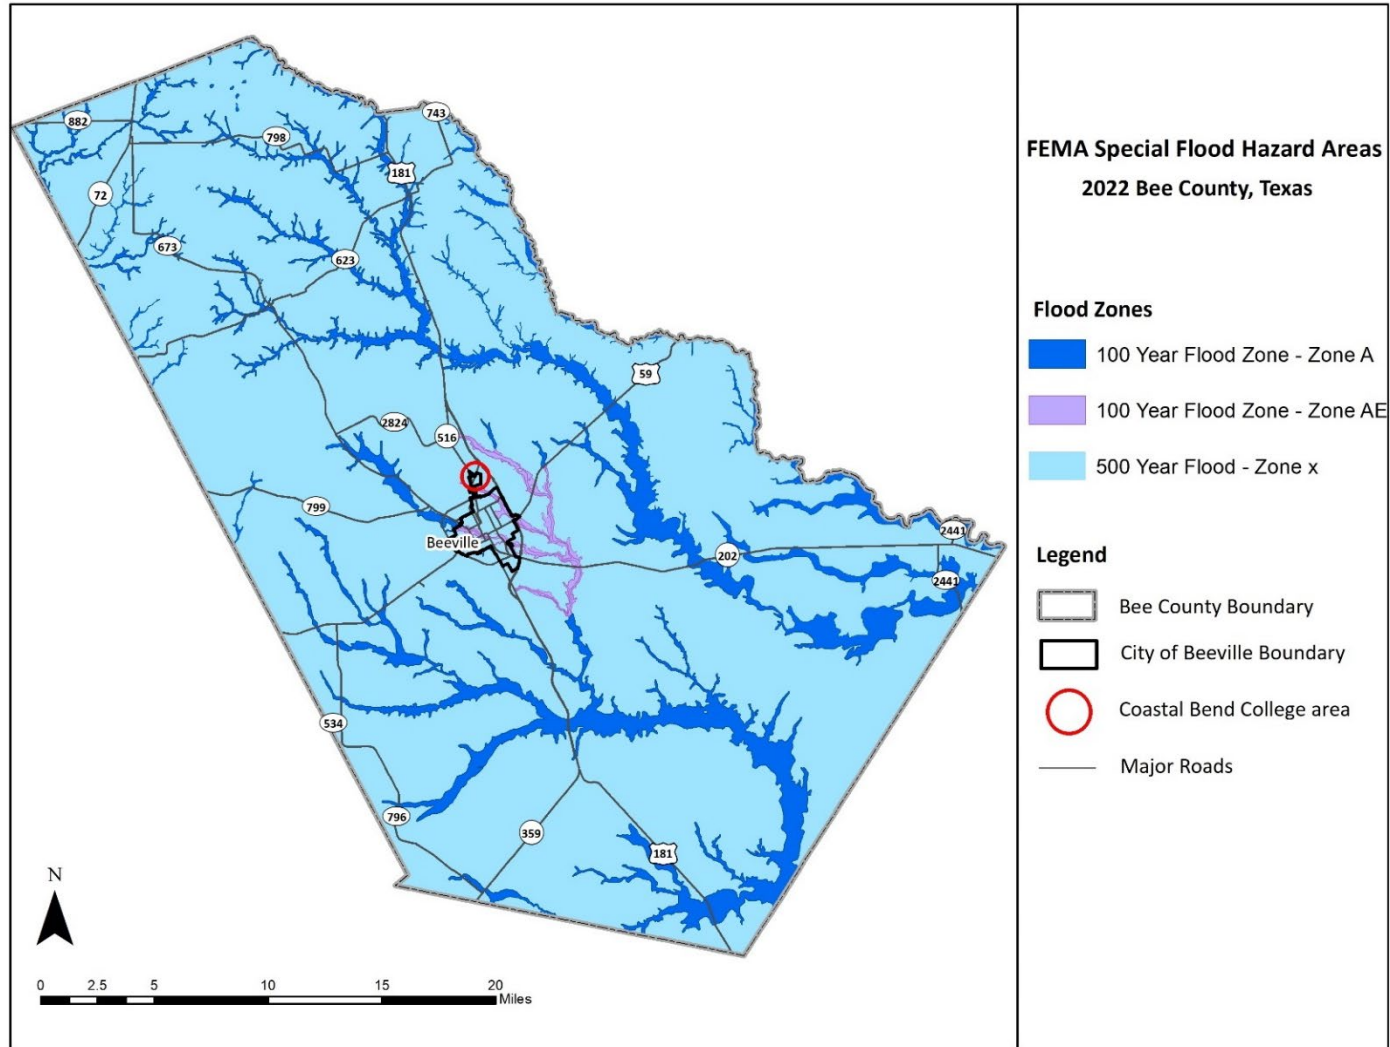 FEMA Special Flood Hazard Areas
2022 Bee County, Texas
Flood Zones
100 Year Flood Zone - Zone A
100 Year Flood Zone - Zone AE
500 Year Flood - Zone x
Legend
Bee County Boundary
City of Beeville Boundary
Coastal Bend College area
Major Roads
882
798
743
181
72
673
623
59
2824
516
799
Beeville
202
2441
2441
534
796
359
181
N
0 2.5 5 10 15 20
Miles